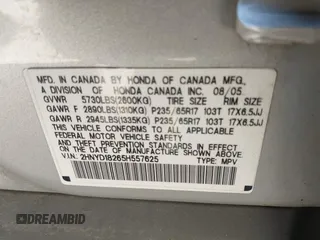 MFD. IN CANADA BY HONDA OF CANADA MFG.,
A DIVISION OF HONDA CANADA INC. 08/05
GVWR 5730LBS(2600KG) TIRE SIZE RIM SIZE
GAWR F 2890LBS(1310KG) P235/65R17 103T 17X6.5JJ
GAWR R 2945LBS(1335KG) P235/65R17 103T 17X6.5JJ
THIS VEHICLE CONFORMS TO ALL APPLICABLE
FEDERAL MOTOR VEHICLE SAFETY AND THEFT
PREVENTION STANDARDS IN EFFECT ON THE DATE OF
MANUFACTURE SHOWN ABOVE.
V.I.N: 2HNYD18265H557625 TYPE: MPV
DREAMBID